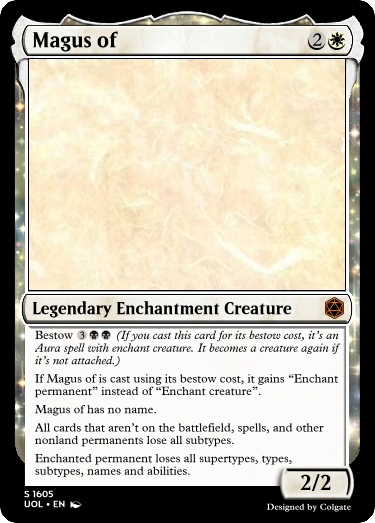 Magus of 2
Legendary Enchantment Creature
Bestow 3 (If you cast this card for its bestow cost, it's an
Aura spell with enchant creature. It becomes a creature again if
it's not attached.)
If Magus of is cast using its bestow cost, it gains “Enchant
permanent” instead of “Enchant creature”.
Magus of has no name.
All cards that aren't on the battlefield, spells, and other
nonland permanents lose all subtypes.
Enchanted permanent loses all supertypes, types,
subtypes, names and abilities.
2/2
S 1605
UOL • EN
Designed by Colgate